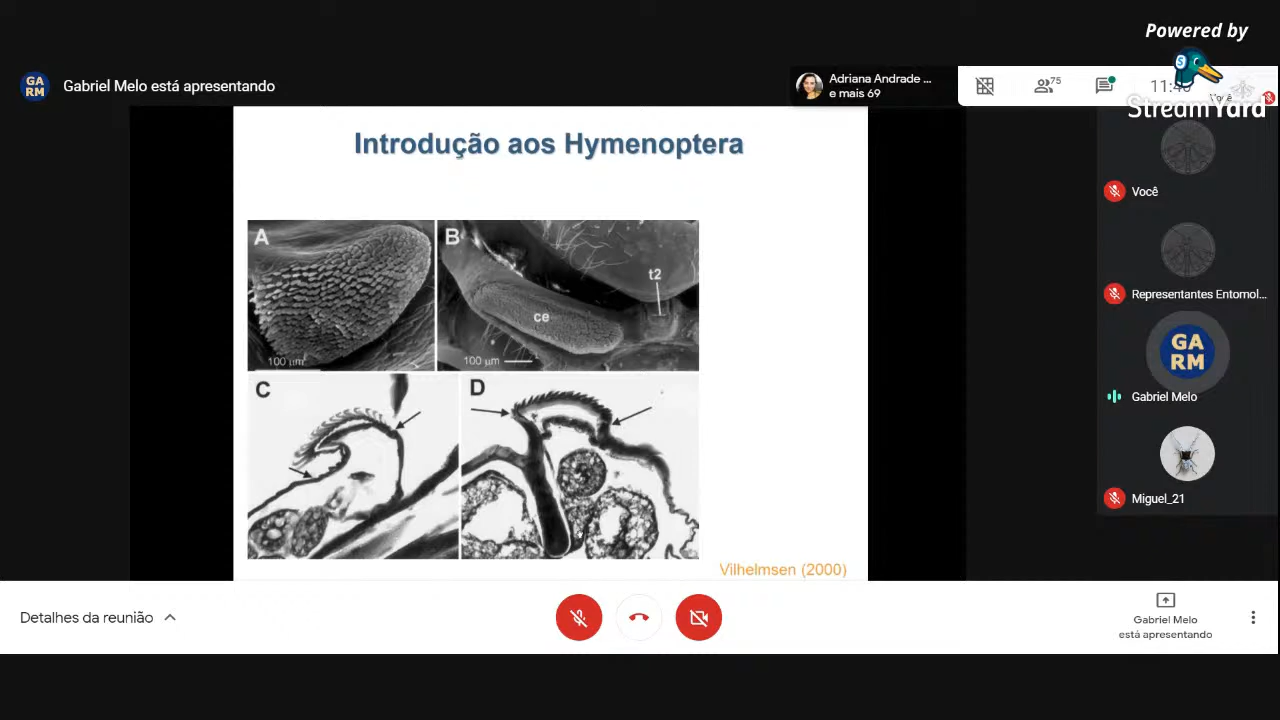 Powered by
StreamYard
GA
RM
Gabriel Melo está apresentando
Adriana Andrade ...
e mais 69
75
Você
Introdução aos Hymenoptera
A
100 µm
B
ce
t2
100 µm
C
D
Vilhelmsen (2000)
Você
Representantes Entomol...
GA
RM
Gabriel Melo
Miguel_21
Detalhes da reunião
Gabriel Melo
está apresentando